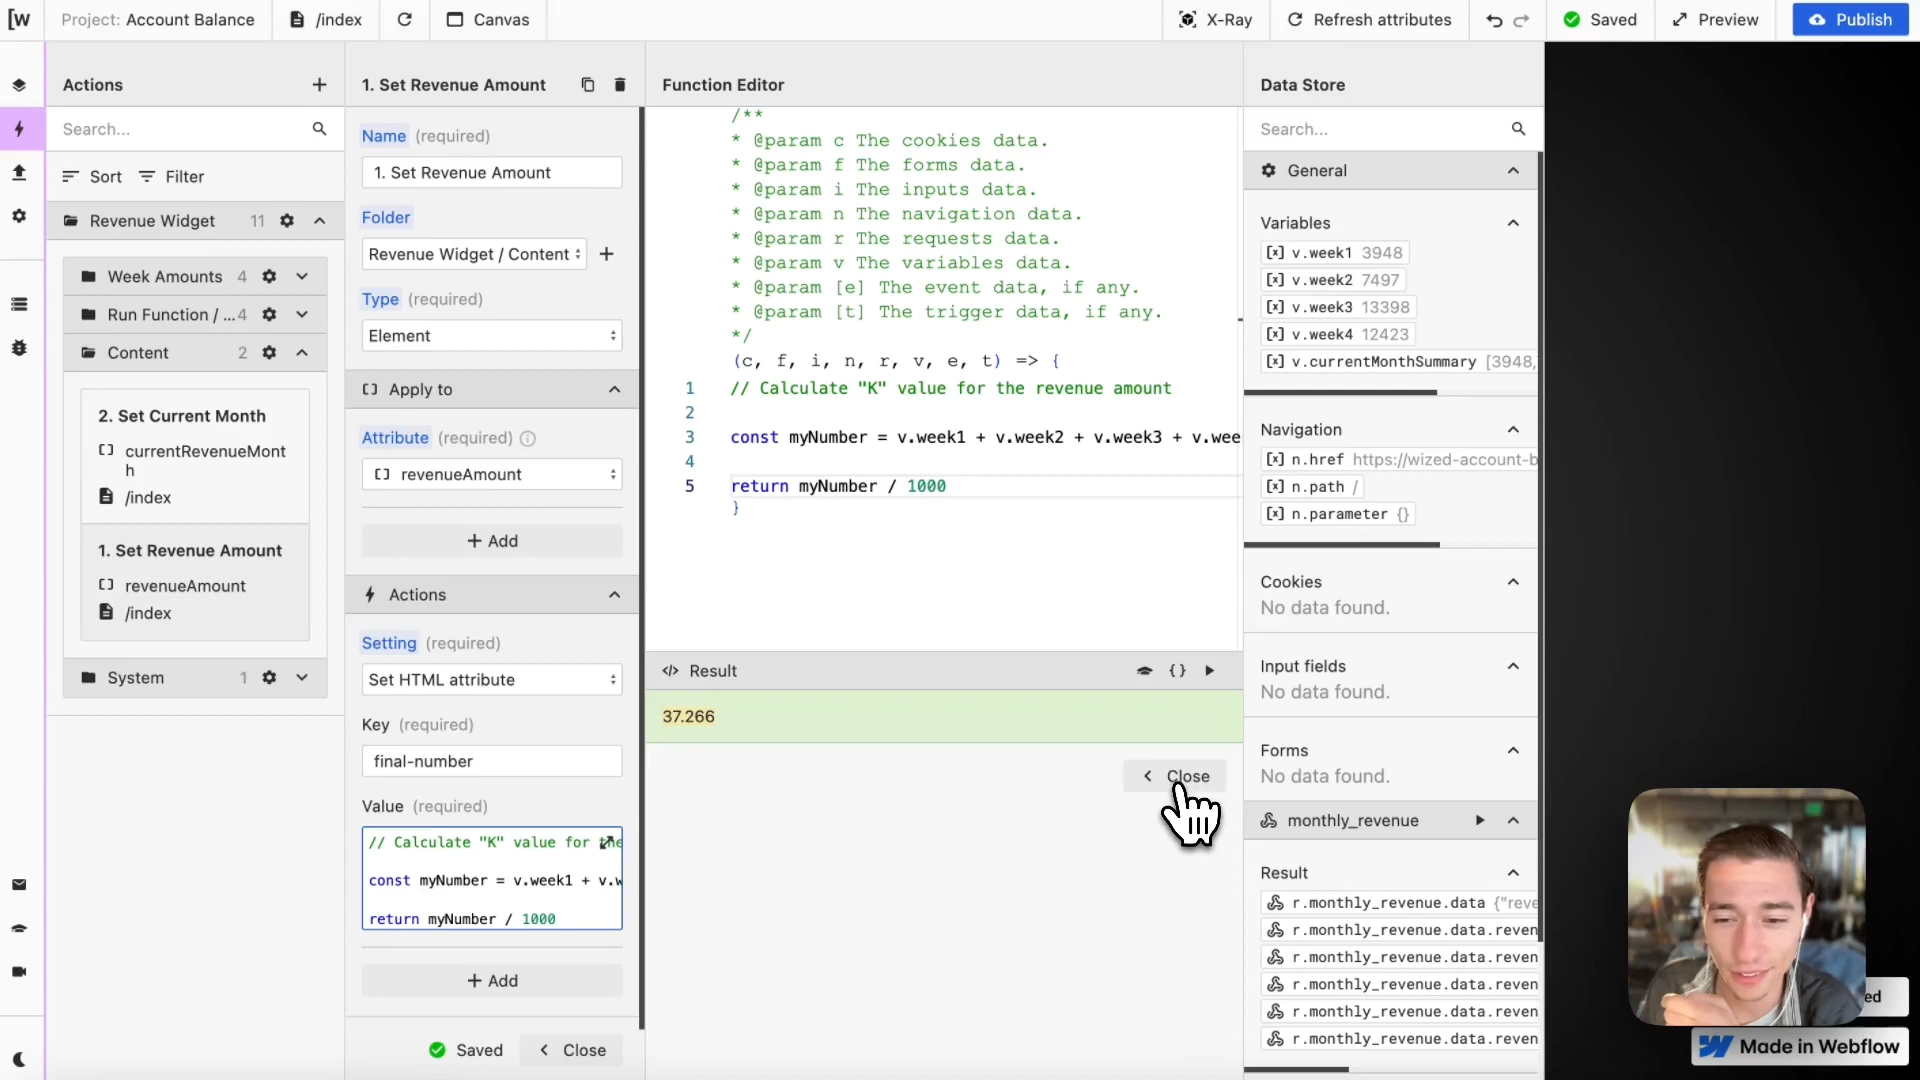 [w
Project: Account Balance
/index
Canvas
X-Ray
Refresh attributes
Saved
Preview
Publish
Actions
Search...
Sort
Filter
Revenue Widget 11
Week Amounts 4
Run Function / ... 4
Content 2
2. Set Current Month
currentRevenueMont
h
/index
1. Set Revenue Amount
revenueAmount
/index
System 1
1. Set Revenue Amount
Name (required)
1. Set Revenue Amount
Folder
Revenue Widget / Content
Type (required)
Element
Apply to
Attribute (required)
revenueAmount
+ Add
Actions
Setting (required)
Set HTML attribute
Key (required)
final-number
Value (required)
// Calculate "K" value for the
const myNumber = v.week1 + v.w
return myNumber / 1000
+ Add
Saved
Close
Function Editor
/**
* @param c The cookies data.
* @param f The forms data.
* @param i The inputs data.
* @param n The navigation data.
* @param r The requests data.
* @param v The variables data.
* @param [e] The event data, if any.
* @param [t] The trigger data, if any.
*/
(c, f, i, n, r, v, e, t) => {
1 // Calculate "K" value for the revenue amount
2
3 const myNumber = v.week1 + v.week2 + v.week3 + v.wee
4
5 return myNumber / 1000
}
</> Result
{}
37.266
Close
Data Store
Search...
General
Variables
[x] v.week1 3948
[x] v.week2 7497
[x] v.week3 13398
[x] v.week4 12423
[x] v.currentMonthSummary [3948,
Navigation
[x] n.href https://wized-account-b
[x] n.path /
[x] n.parameter {}
Cookies
No data found.
Input fields
No data found.
Forms
No data found.
monthly_revenue
Result
r.monthly_revenue.data {"reve
r.monthly_revenue.data.reven
r.monthly_revenue.data.reven
r.monthly_revenue.data.reven
r.monthly_revenue.data.reven
r.monthly_revenue.data.reven
ed
Made in Webflow